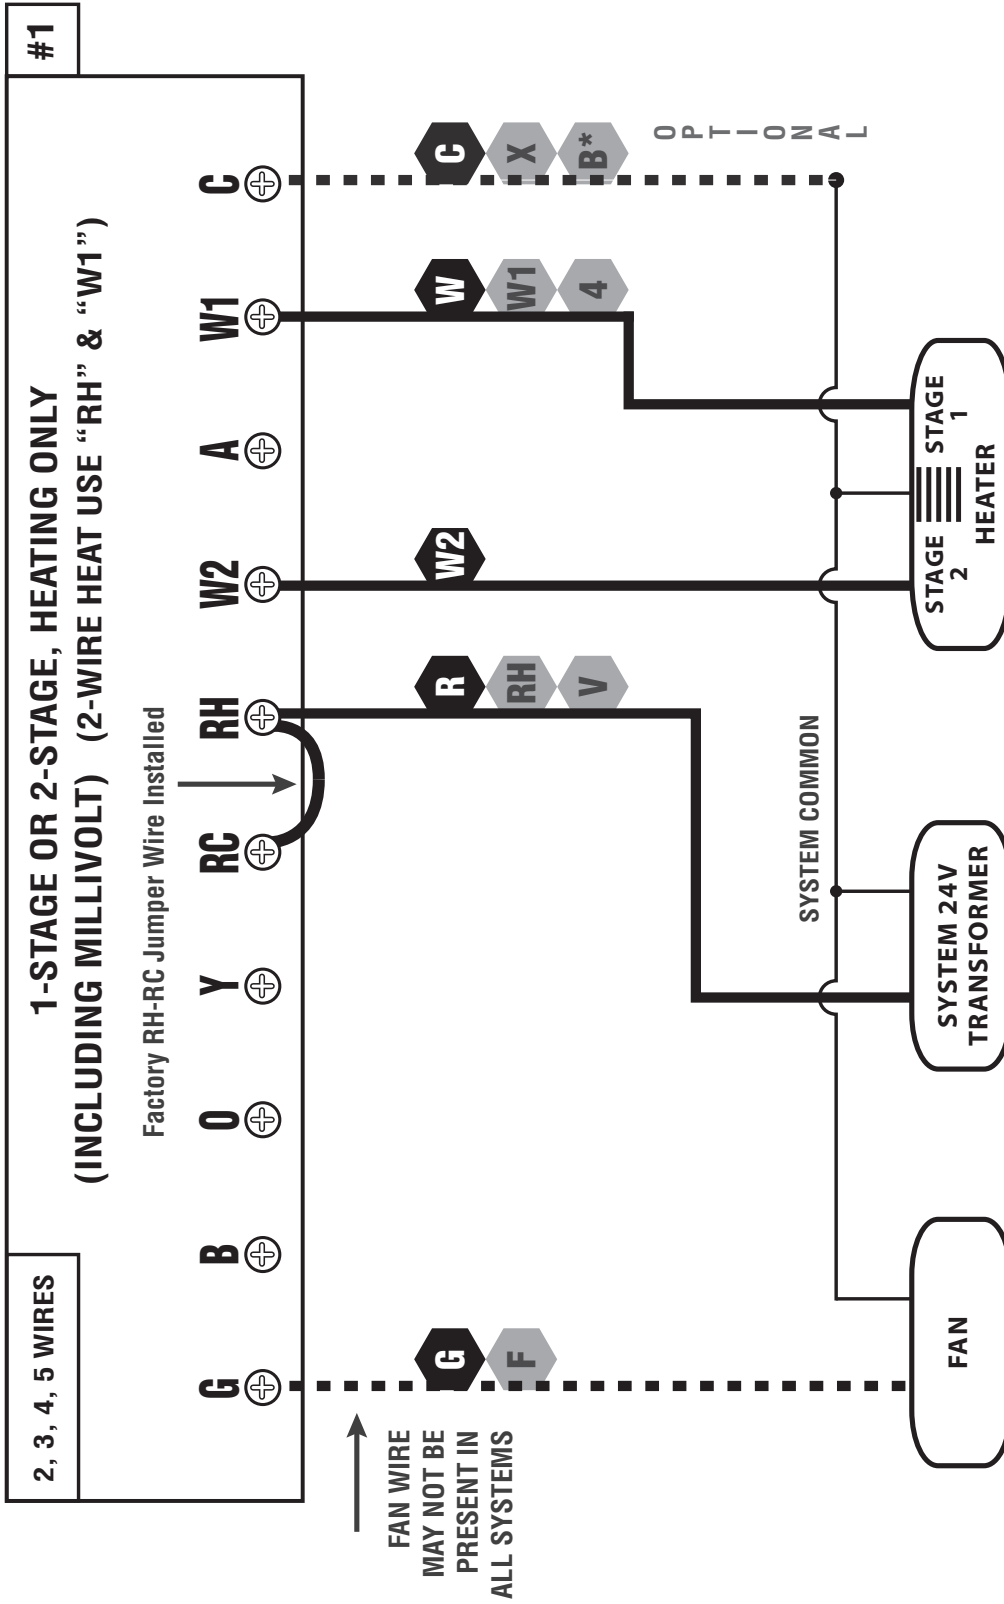 2, 3, 4, 5 WIRES
#1
1-STAGE OR 2-STAGE, HEATING ONLY
(INCLUDING MILLIVOLT) (2-WIRE HEAT USE “RH” & “W1”)
Factory RH-RC Jumper Wire Installed
G B O Y RC RH W2 A W1 C
FAN WIRE
MAY NOT BE
PRESENT IN
ALL SYSTEMS
G
F
R
RH
V
W2
W
W1
4
C
X
B*
OPTIONAL
SYSTEM COMMON
FAN
SYSTEM 24V
TRANSFORMER
STAGE
2
STAGE
1
HEATER